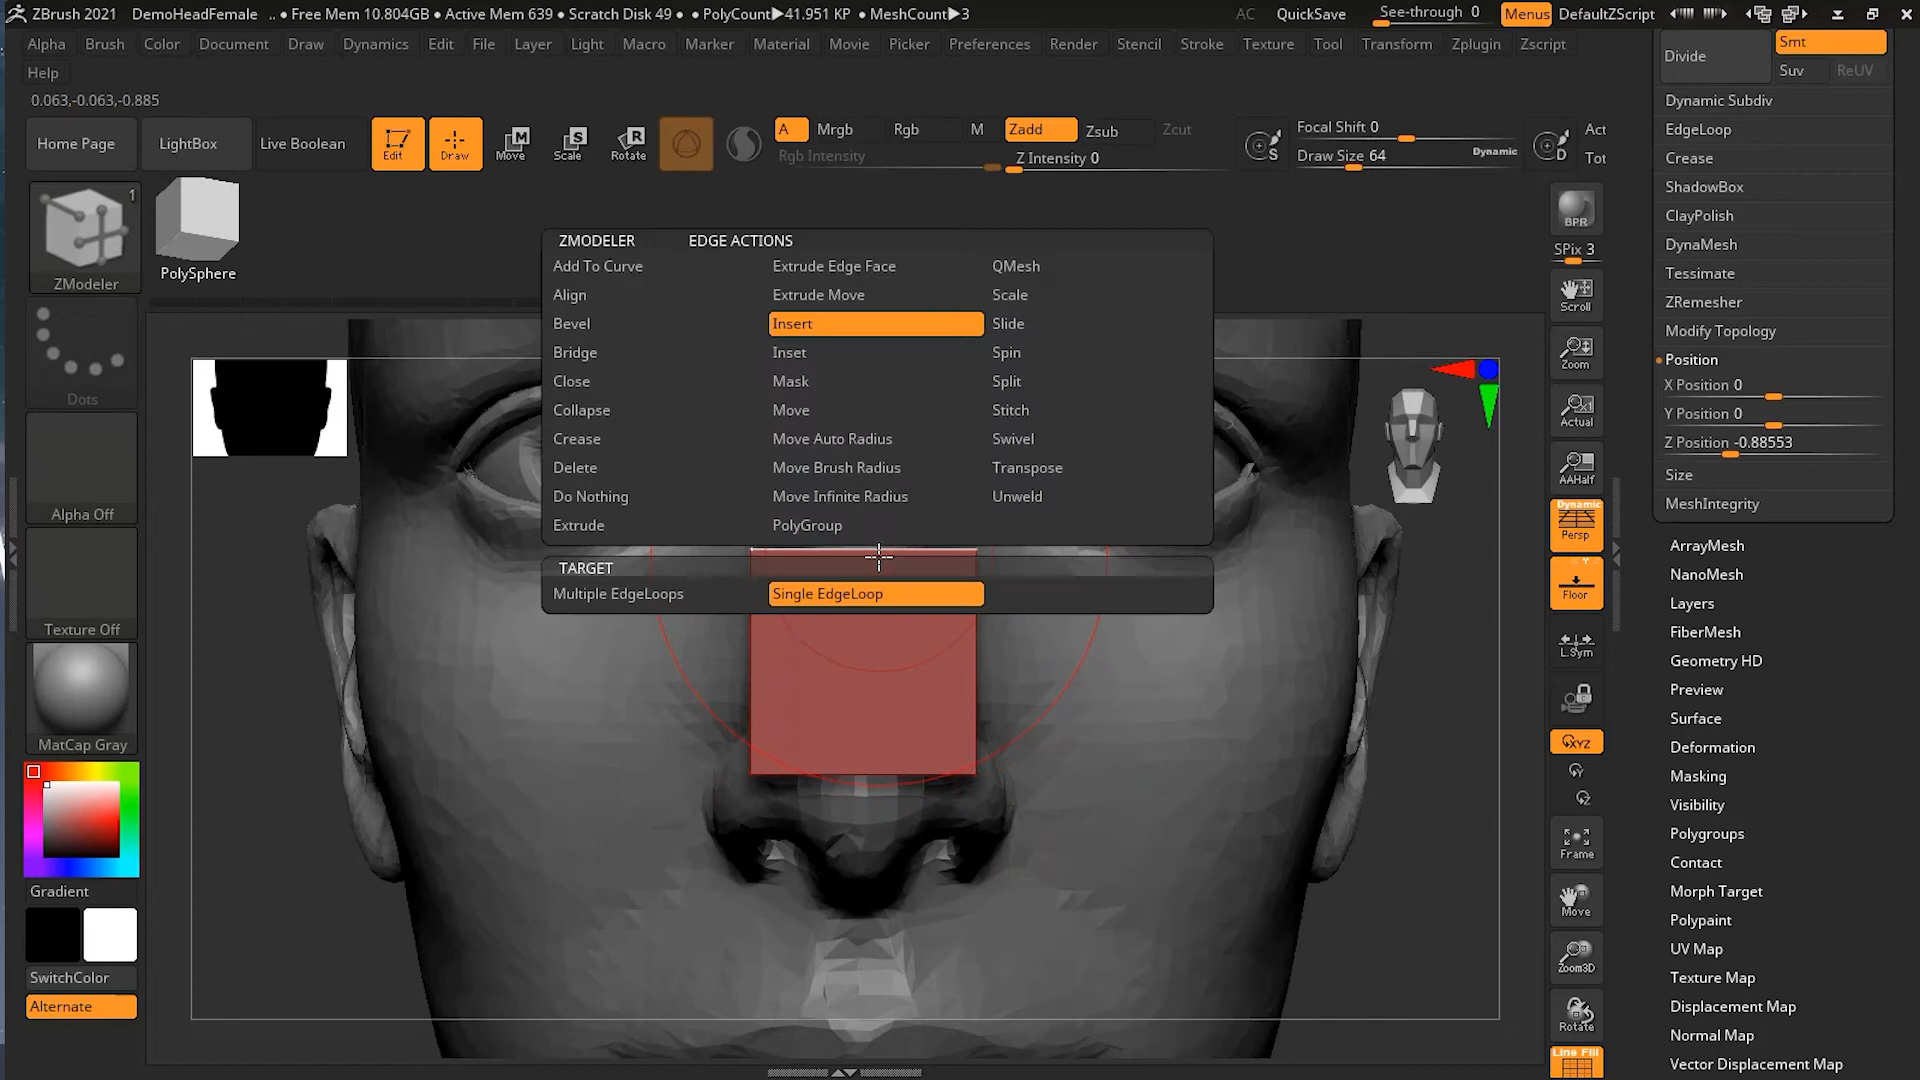 ZBrush 2021 DemoHeadFemale .. ● Free Mem 10.804GB ● Active Mem 639 ● Scratch Disk 49 ● ● PolyCount▶41.951 KP ● MeshCount▶3 AC QuickSave See-through 0 Menus DefaultZScript
Alpha Brush Color Document Draw Dynamics Edit File Layer Light Macro Marker Material Movie Picker Preferences Render Stencil Stroke Texture Tool Transform Zplugin Zscript
Help
0.063,-0.063,-0.885
Home Page LightBox Live Boolean Edit Draw Move Scale Rotate
M S R
A Mrgb Rgb M Zadd Zsub Zcut
Rgb Intensity Z Intensity 0
S Focal Shift 0
Draw Size 64 Dynamic
D Act
Tot
1
ZModeler
PolySphere
Dots
Alpha Off
Texture Off
MatCap Gray
Gradient
SwitchColor
Alternate
ZMODELER EDGE ACTIONS
Add To Curve Extrude Edge Face QMesh
Align Extrude Move Scale
Bevel Insert Slide
Bridge Inset Spin
Close Mask Split
Collapse Move Stitch
Crease Move Auto Radius Swivel
Delete Move Brush Radius Transpose
Do Nothing Move Infinite Radius Unweld
Extrude PolyGroup
TARGET
Multiple EdgeLoops Single EdgeLoop
BPR
SPix 3
Scroll
Zoom
x1
Actual
AAHalf
Dynamic
Persp
Floor
L.Sym
XYZ
Y
Z
Frame
Move
Zoom3D
Rotate
Line Fill
Divide
Smt
Suv ReUV
Dynamic Subdiv
EdgeLoop
Crease
ShadowBox
ClayPolish
DynaMesh
Tessimate
ZRemesher
Modify Topology
Position
X Position 0
Y Position 0
Z Position -0.88553
Size
MeshIntegrity
ArrayMesh
NanoMesh
Layers
FiberMesh
Geometry HD
Preview
Surface
Deformation
Masking
Visibility
Polygroups
Contact
Morph Target
Polypaint
UV Map
Texture Map
Displacement Map
Normal Map
Vector Displacement Map